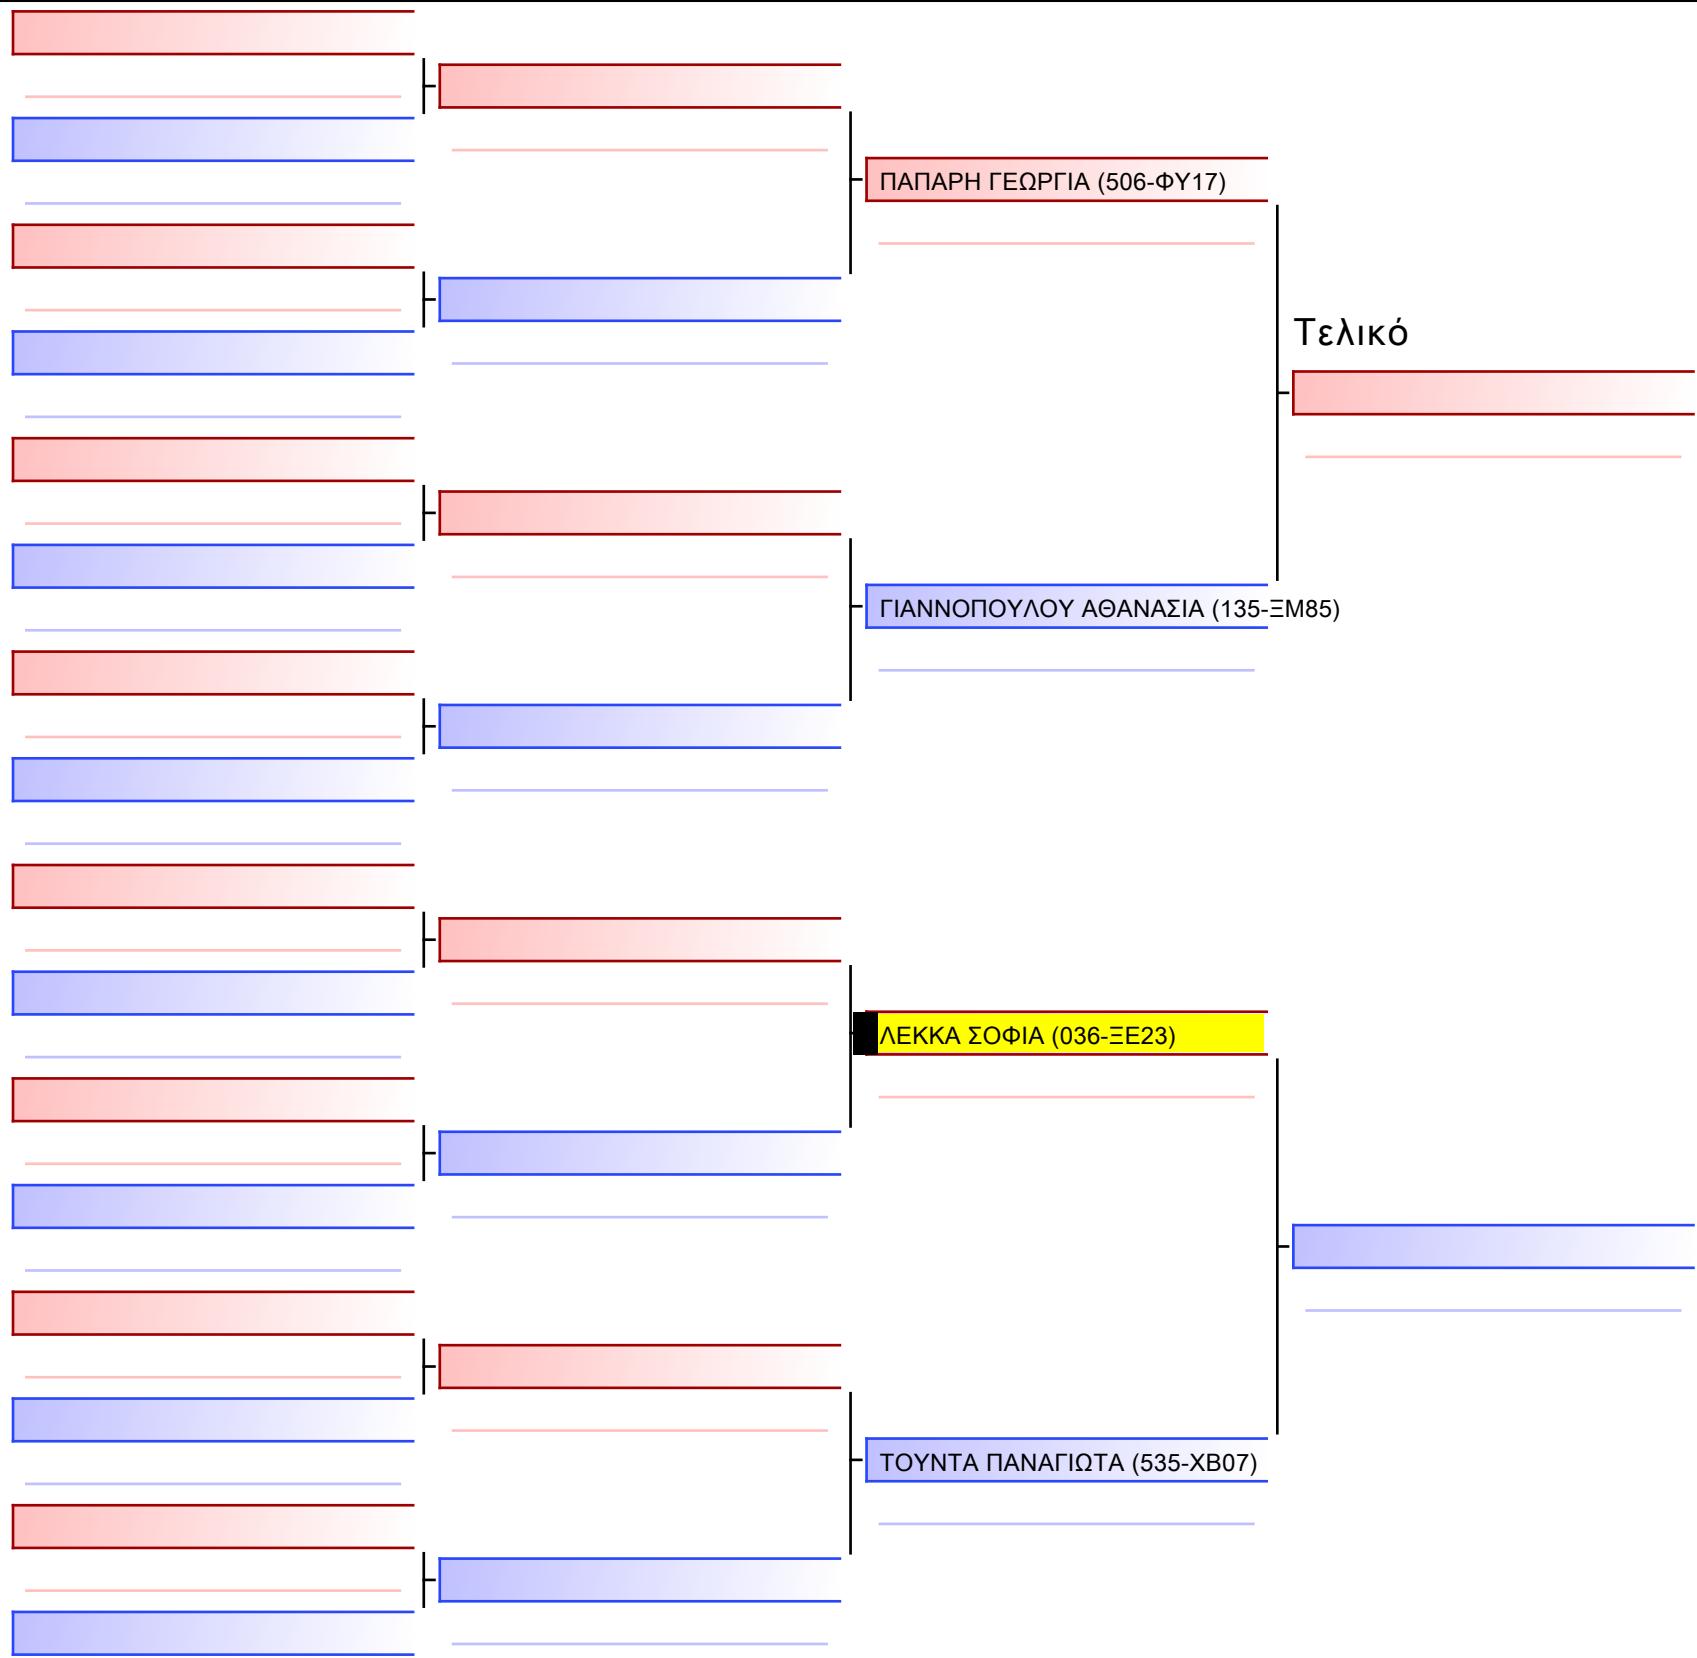 ΠΑΠΑΡΗ ΓΕΩΡΓΙΑ (506-ΦΥ17)
Τελικό
ΓΙΑΝΝΟΠΟΥΛΟΥ ΑΘΑΝΑΣΙΑ (135-ΞΜ85)
ΛΕΚΚΑ ΣΟΦΙΑ (036-ΞΕ23)
ΤΟΥΝΤΑ ΠΑΝΑΓΙΩΤΑ (535-ΧΒ07)